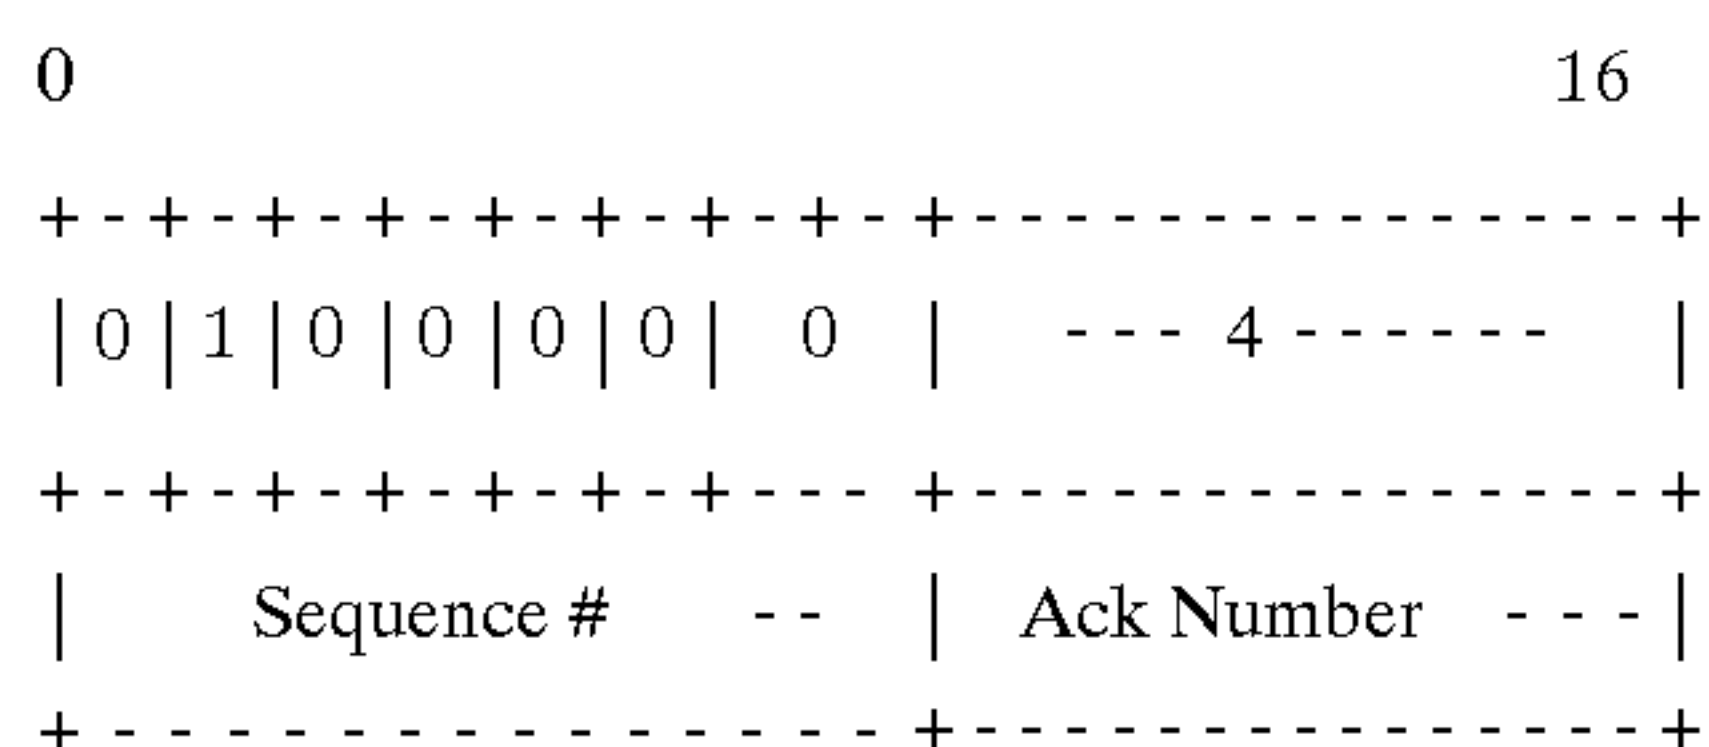 0 16
+ - + - + - + - + - + - + - + - + - - - - - - - - - - - - - - - +
| 0 | 1 | 0 | 0 | 0 | 0 | 0 | - - - 4 - - - - - - |
+ - + - + - + - + - + - + - - - + - - - - - - - - - - - - - - - +
| Sequence # - - | Ack Number - - - |
+ - - - - - - - - - - - - - - + - - - - - - - - - - - - - - - +